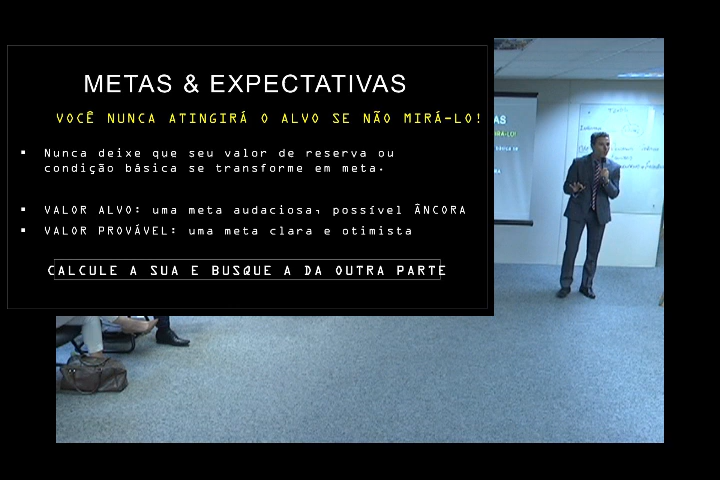 METAS & EXPECTATIVAS
VOCÊ NUNCA ATINGIRÁ O ALVO SE NÃO MIRÁ-LO!
▪ Nunca deixe que seu valor de reserva ou
condição básica se transforme em meta.
▪ VALOR ALVO: uma meta audaciosa, possível ÂNCORA
▪ VALOR PROVÁVEL: uma meta clara e otimista
CALCULE A SUA E BUSQUE A DA OUTRA PARTE